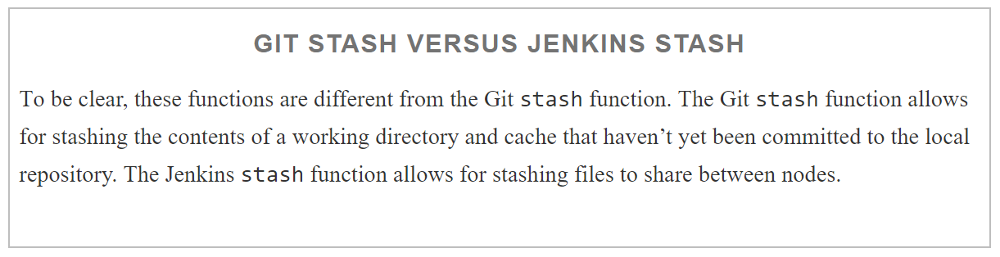 GIT STASH VERSUS JENKINS STASH
To be clear, these functions are different from the Git stash function. The Git stash function allows
for stashing the contents of a working directory and cache that haven’t yet been committed to the local
repository. The Jenkins stash function allows for stashing files to share between nodes.